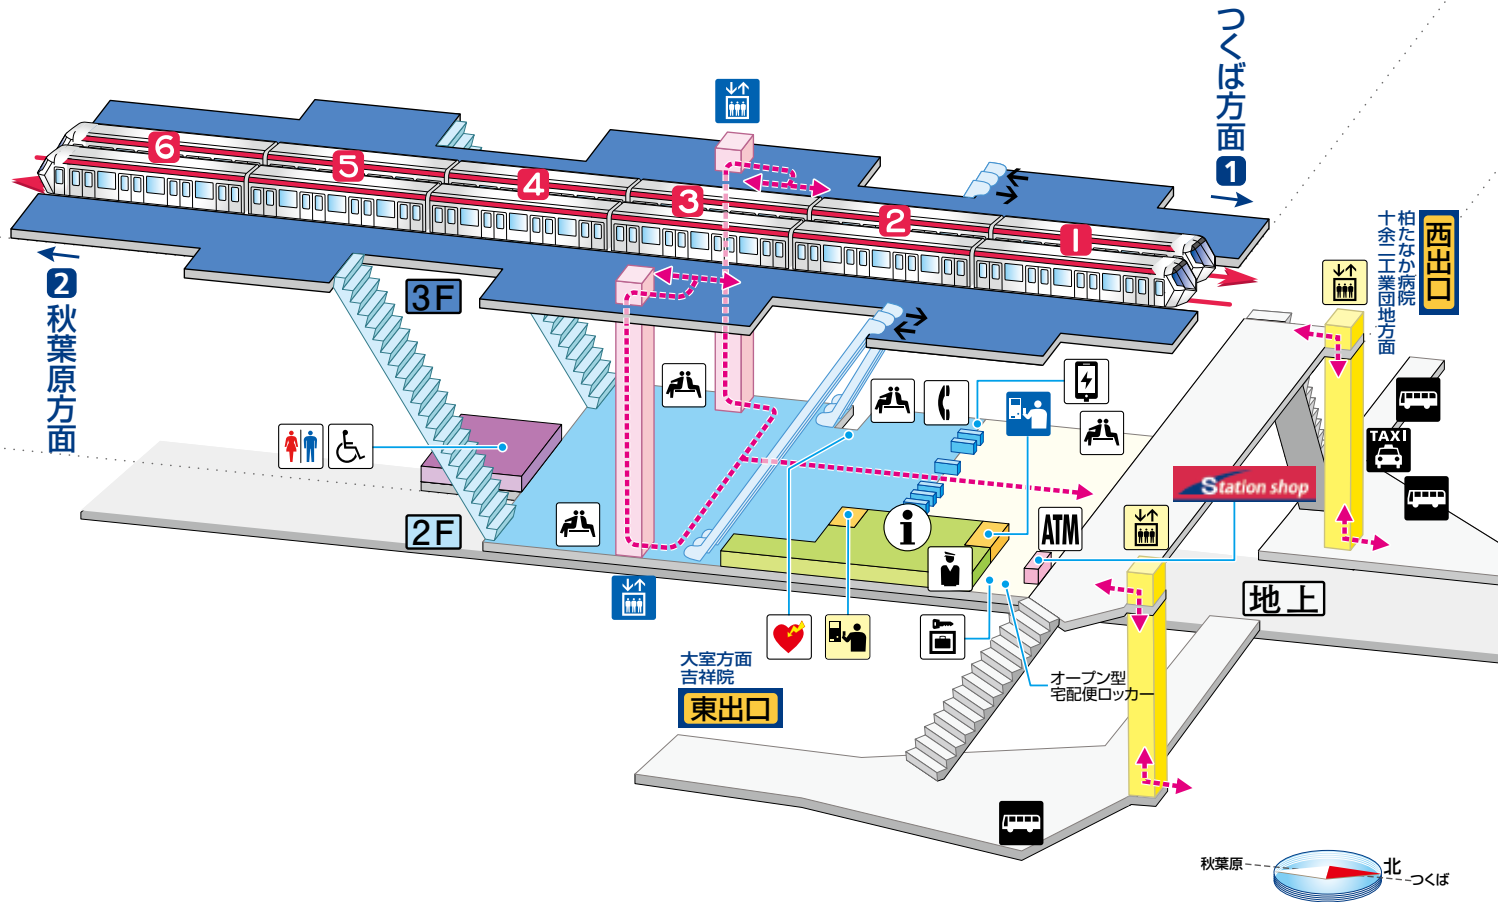 つくば方面
1
6
5
4
3
2
1
西出口
柏たなか病院
十余二工業団地方面
2
秋葉原方面
3F
2F
TAXI
Station shop
i
ATM
地上
大室方面
吉祥院
東出口
オープン型
宅配便ロッカー
秋葉原
北
つくば